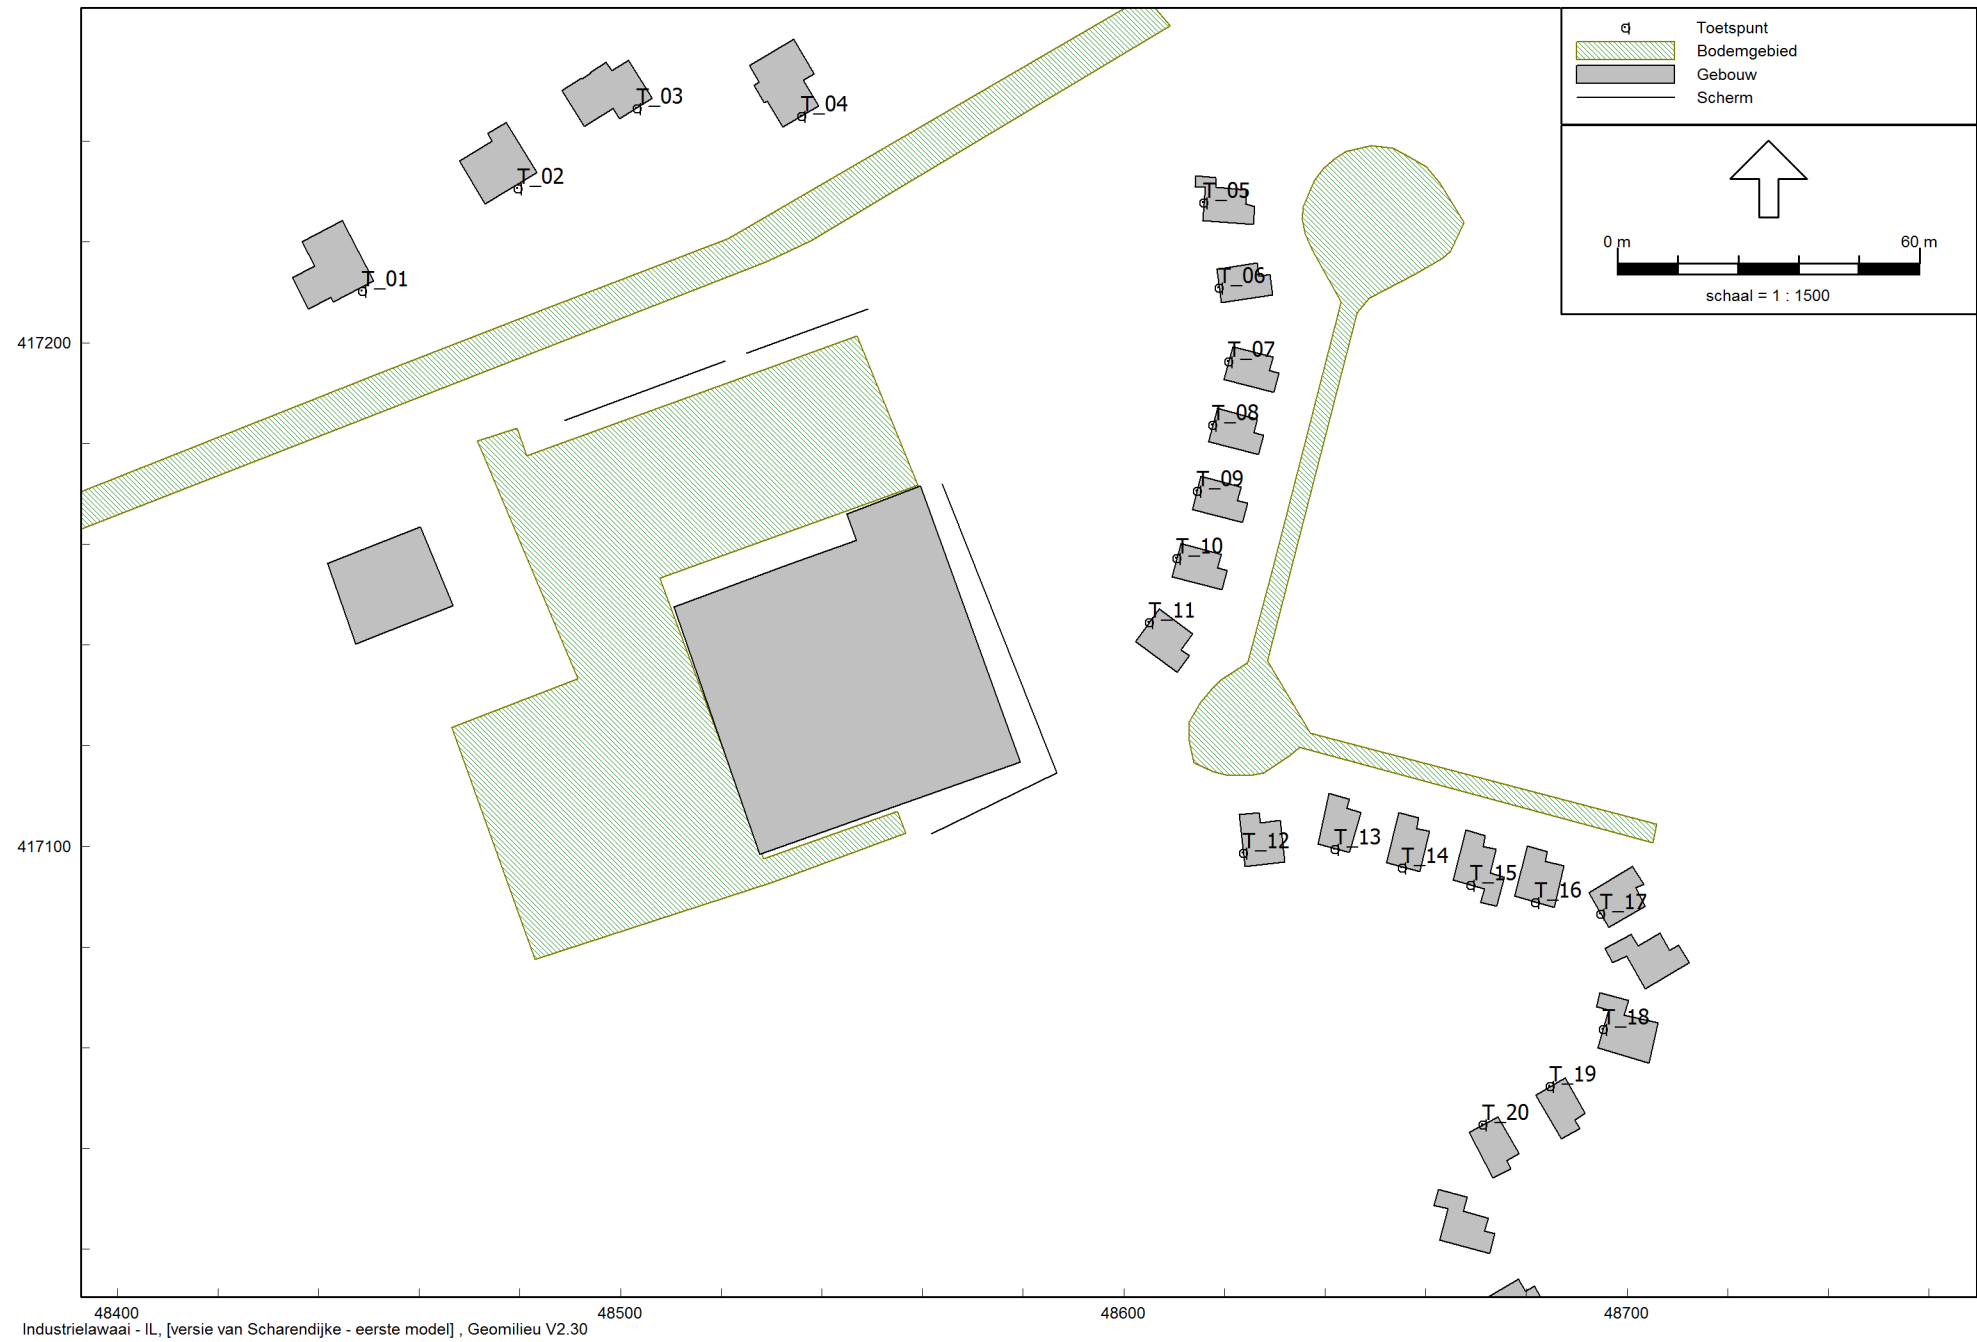 Toetspunt
Bodemgebied
Gebouw
Scherm
0 m 60 m
schaal = 1 : 1500
T_03
T_04
T_02
T_05
T_01
T_06
417200
T_07
T_08
T_09
T_10
T_11
T_12
T_13
417100
T_14
T_15
T_16
T_17
T_18
T_19
T_20
48400 48500 48600 48700
Industrielawaai - IL, [versie van Scharendijke - eerste model] , Geomilieu V2.30